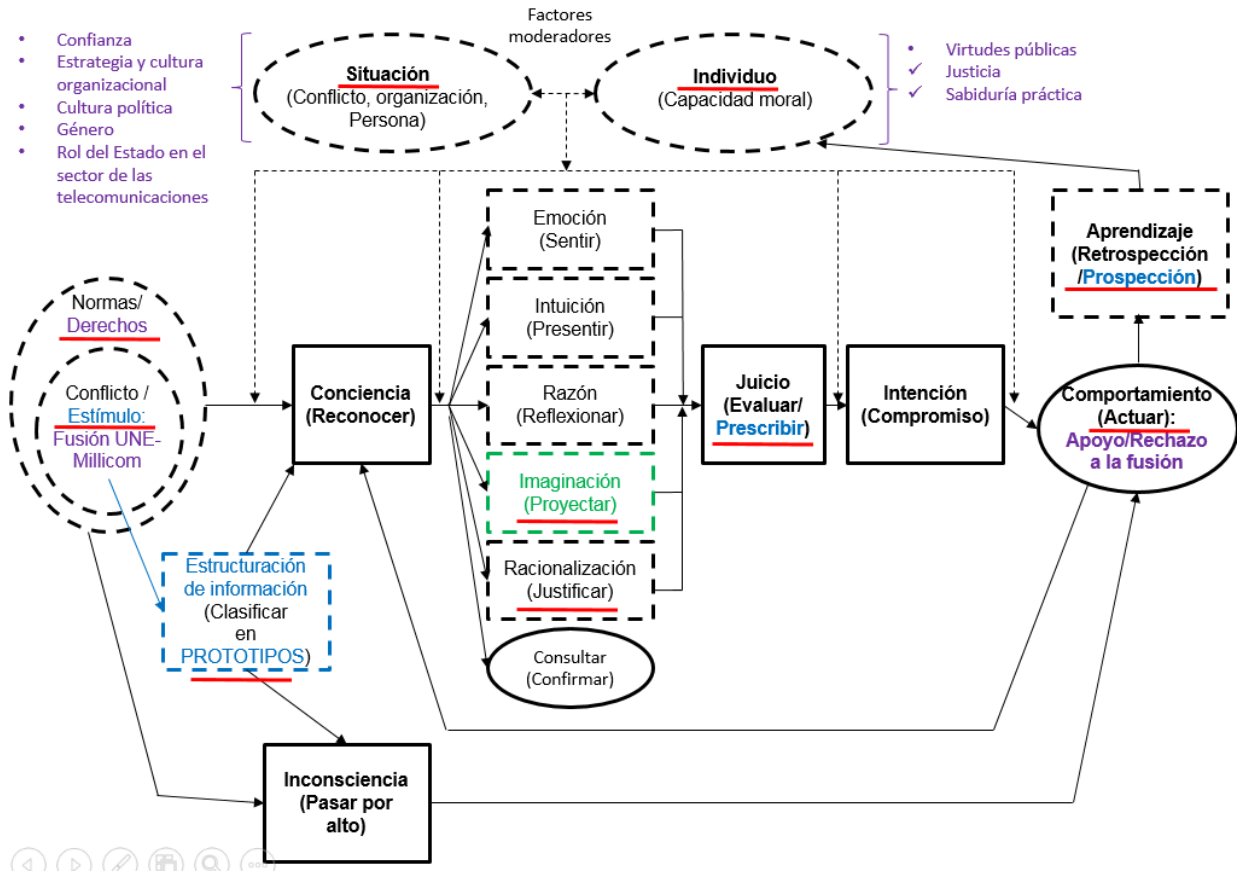 Factores
moderadores
• Confianza
• Estrategia y cultura
organizacional
• Cultura política
• Género
• Rol del Estado en el
sector de las
telecomunicaciones
Situación
(Conflicto, organización,
Persona)
Individuo
(Capacidad moral)
• Virtudes públicas
✓ Justicia
✓ Sabiduría práctica
Normas/
Derechos
Conflicto /
Estímulo:
Fusión UNE-
Millicom
Estructuración
de información
(Clasificar
en
PROTOTIPOS)
Conciencia
(Reconocer)
Inconsciencia
(Pasar por
alto)
Emoción
(Sentir)
Intuición
(Presentir)
Razón
(Reflexionar)
Imaginación
(Proyectar)
Racionalización
(Justificar)
Consultar
(Confirmar)
Juicio
(Evaluar/
Prescribir)
Intención
(Compromiso)
Aprendizaje
(Retrospección
/Prospección)
Comportamiento
(Actuar):
Apoyo/Rechazo
a la fusión